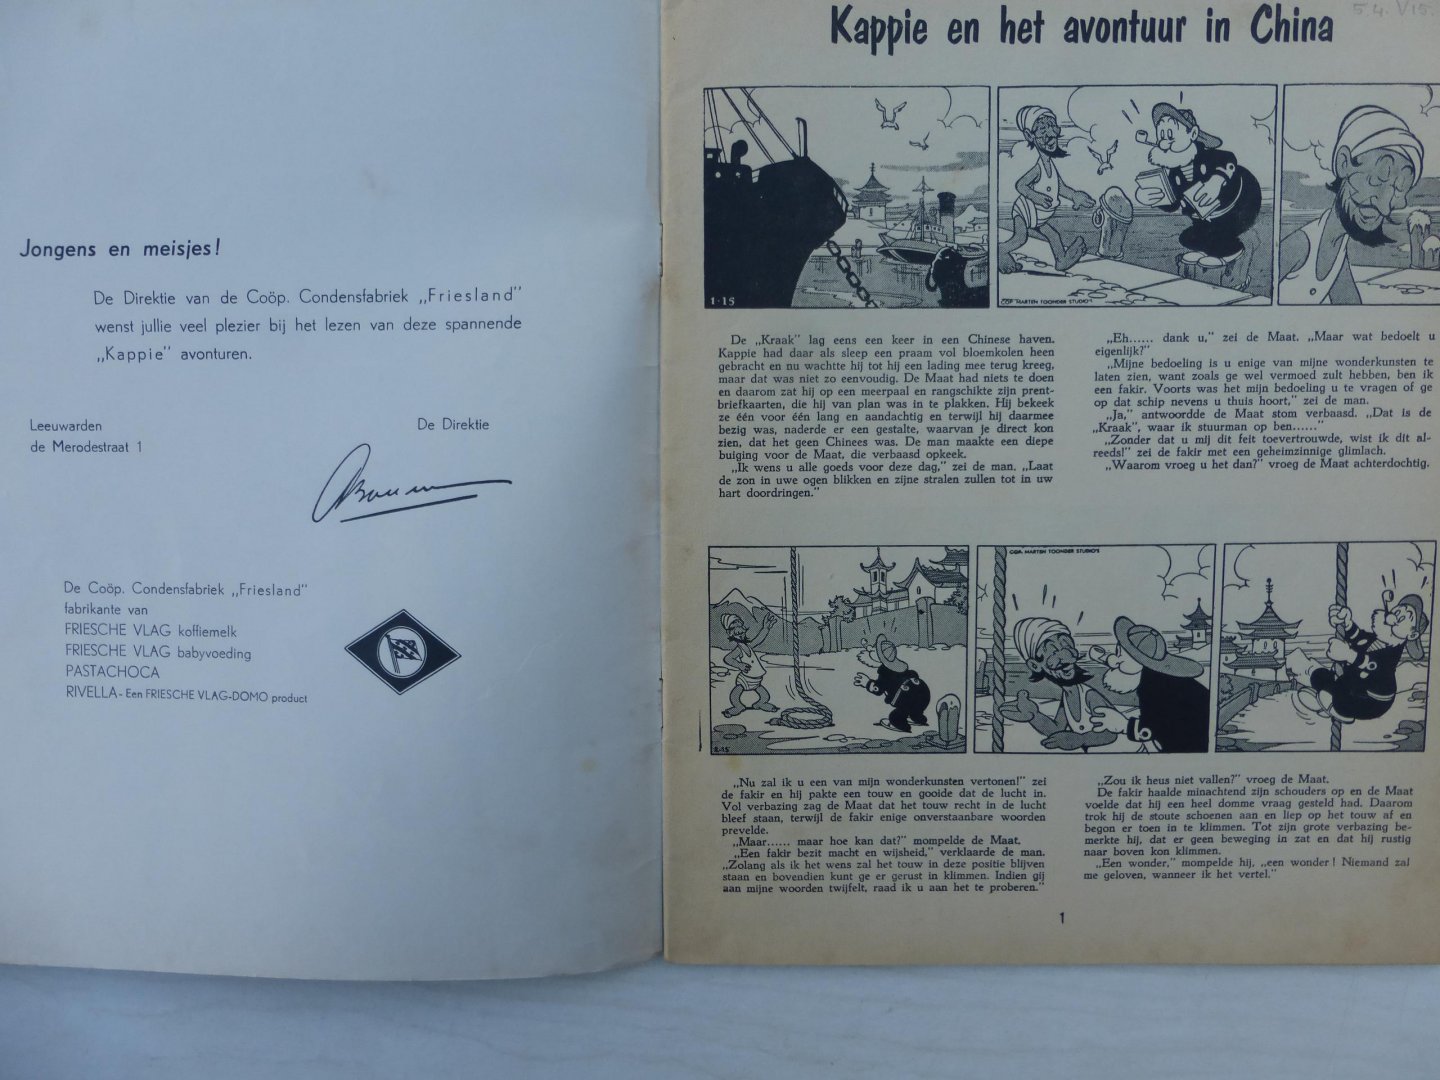 Jongens en meisjes!
De Direktie van de Coöp. Condensfabriek „Friesland"
wenst jullie veel plezier bij het lezen van deze spannende
„Kappie" avonturen.
Leeuwarden
de Merodestraat 1
De Direktie
De Coöp. Condensfabriek „Friesland"
fabrikante van
FRIESCHE VLAG koffiemelk
FRIESCHE VLAG babyvoeding
PASTACHOCA
RIVELLA - Een FRIESCHE VLAG-DOMO product
Kappie en het avontuur in China
1-15
COP MARTEN TOONDER STUDIO'S
De „Kraak" lag eens een keer in een Chinese haven.
Kappie had daar als sleep een praam vol bloemkolen heen
gebracht en nu wachtte hij tot hij een lading mee terug kreeg,
maar dat was niet zo eenvoudig. De Maat had niets te doen
en daarom zat hij op een meerpaal en rangschikte zijn prent-
briefkaarten, die hij van plan was in te plakken. Hij bekeek
ze één voor één lang en aandachtig en terwijl hij daarmee
bezig was, naderde er een gestalte, waarvan je direct kon
zien, dat het geen Chinees was. De man maakte een diepe
buiging voor de Maat, die verbaasd opkeek.
„Ik wens u alle goeds voor deze dag," zei de man. „Laat
de zon in uwe ogen blikken en zijne stralen zullen tot in uw
hart doordringen."
„Eh...... dank u," zei de Maat. „Maar wat bedoelt u
eigenlijk?"
„Mijne bedoeling is u enige van mijne wonderkunsten te
laten zien, want zoals ge wel vermoed zult hebben, ben ik
een fakir. Voorts was het mijn bedoeling u te vragen of ge
op dat schip nevens u thuis hoort," zei de man.
„Ja," antwoordde de Maat stom verbaasd. „Dat is de
„Kraak", waar ik stuurman op ben......"
„Zonder dat u mij dit feit toevertrouwde, wist ik dit al-
reeds!" zei de fakir met een geheimzinnige glimlach.
„Waarom vroeg u het dan?" vroeg de Maat achterdochtig.
2-15
COP. MARTEN TOONDER STUDIO'S
„Nu zal ik u een van mijn wonderkunsten vertonen!" zei
de fakir en hij pakte een touw en gooide dat de lucht in.
Vol verbazing zag de Maat dat het touw recht in de lucht
bleef staan, terwijl de fakir enige onverstaanbare woorden
prevelde.
„Maar...... maar hoe kan dat?" mompelde de Maat.
„Een fakir bezit macht en wijsheid," verklaarde de man.
„Zolang als ik het wens zal het touw in deze positie blijven
staan en bovendien kunt ge er gerust in klimmen. Indien gij
aan mijne woorden twijfelt, raad ik u aan het te proberen."
„Zou ik heus niet vallen?" vroeg de Maat.
De fakir haalde minachtend zijn schouders op en de Maat
voelde dat hij een heel domme vraag gesteld had. Daarom
trok hij de stoute schoenen aan en liep op het touw af en
begon er toen in te klimmen. Tot zijn grote verbazing be-
merkte hij, dat er geen beweging in zat en dat hij rustig
naar boven kon klimmen.
„Een wonder," mompelde hij, „een wonder! Niemand zal
me geloven, wanneer ik het vertel."
1